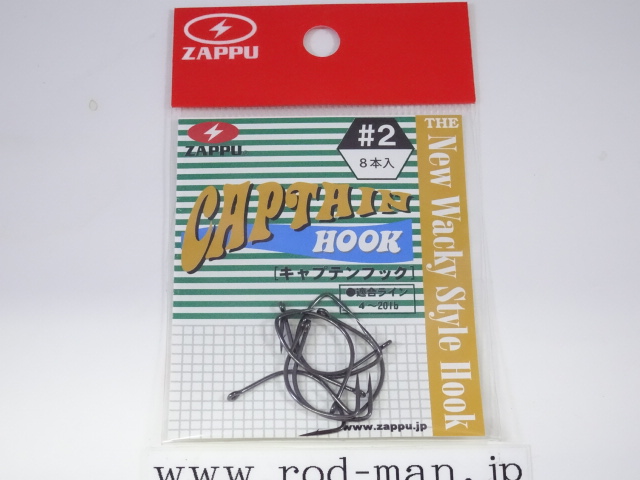 ZAPPU
ZAPPU
#2
8本入
CAPTAIN
HOOK
[キャプテンフック]
●適合ライン
4～20lb
THE New Wacky Style Hook
www.zappu.jp
www.rod-man.jp